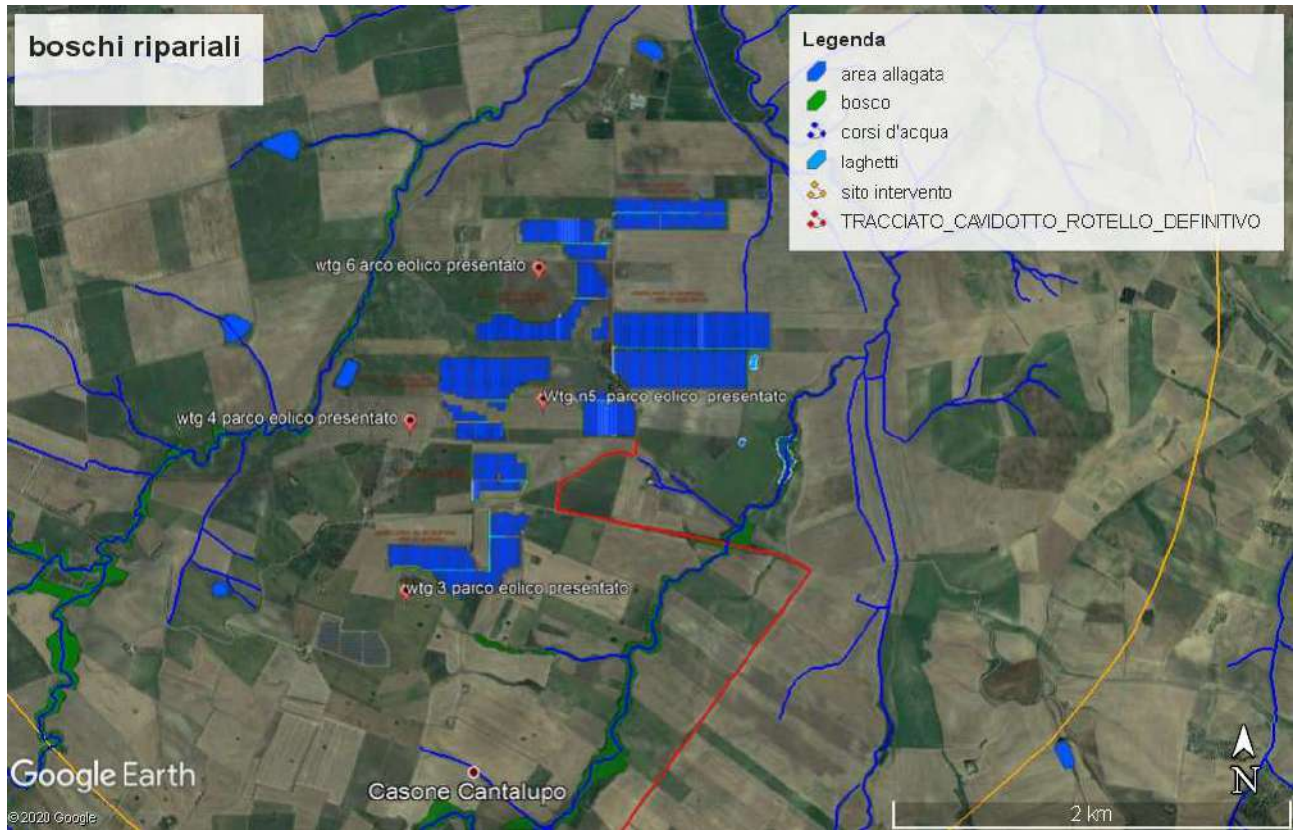 boschi ripariali
Legenda
area allagata
bosco
corsi d'acqua
laghetti
sito intervento
TRACCIATO_CAVIDOTTO_ROTELLO_DEFINITIVO
wtg 6 arco eolico presentato
Wtg n5. parco eolico presentato
wtg 4 parco eolico presentato
wtg 3 parco eolico presentato
Casone Cantalupo
Google Earth
©2020 Google
N
2 km